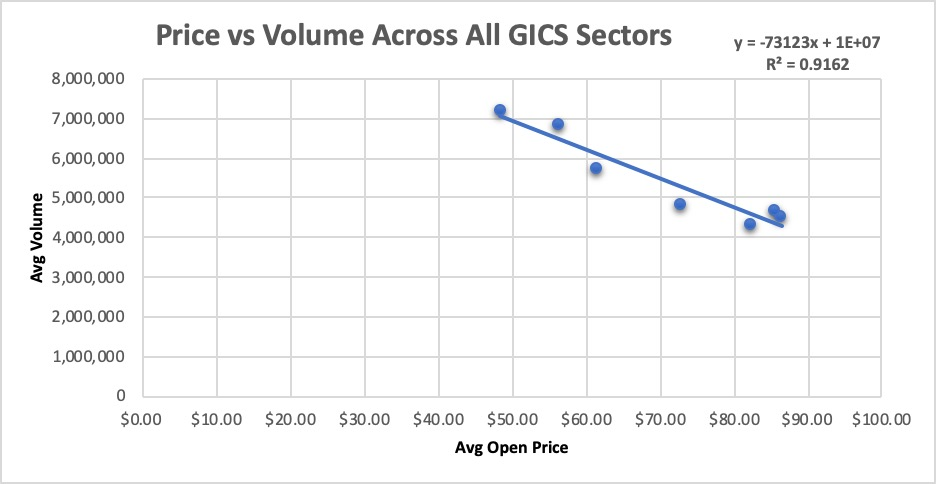 Price vs Volume Across All GICS Sectors
y = -73123x + 1E+07
R² = 0.9162
8,000,000
7,000,000
6,000,000
5,000,000
4,000,000
3,000,000
2,000,000
1,000,000
0
Avg Volume
$0.00 $10.00 $20.00 $30.00 $40.00 $50.00 $60.00 $70.00 $80.00 $90.00 $100.00
Avg Open Price